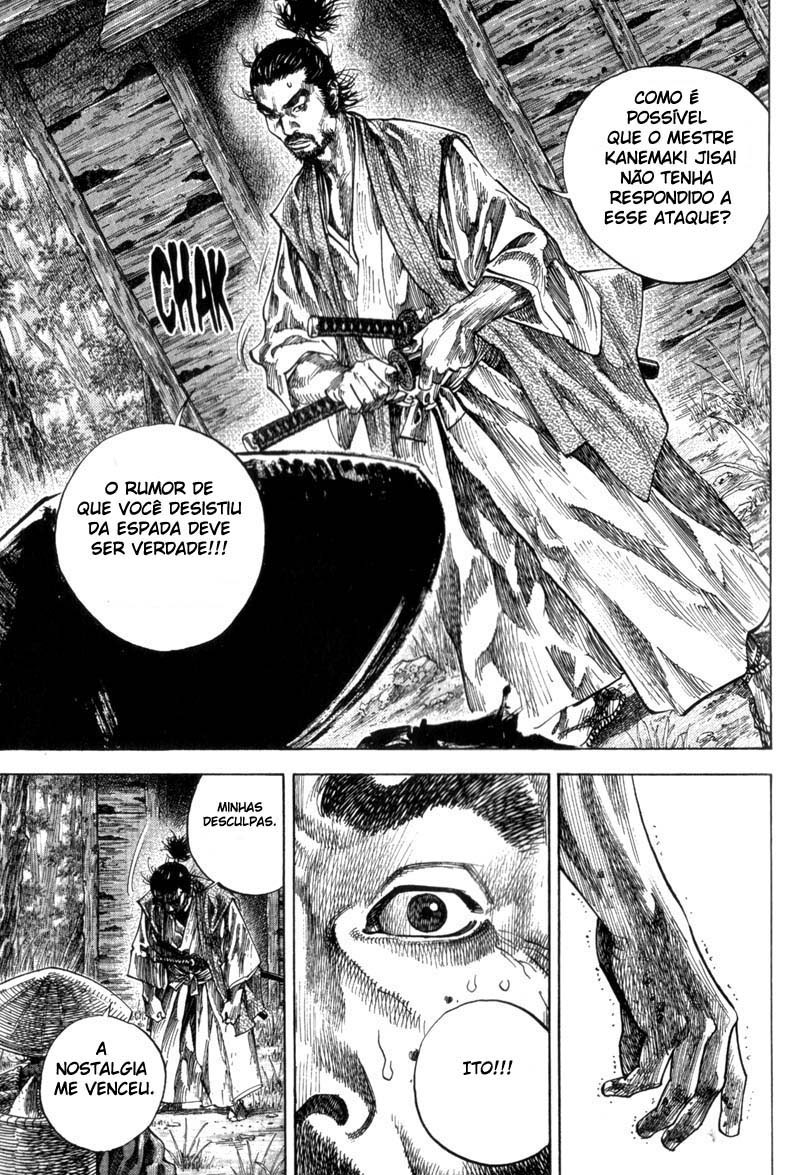 COMO É
POSSÍVEL
QUE O MESTRE
KANEMAKI JISAI
NÃO TENHA
RESPONDIDO A
ESSE ATAQUE?
CHAK
O RUMOR DE
QUE VOCÊ DESISTIU
DA ESPADA DEVE
SER VERDADE!!!
ITO!!!
MINHAS
DESCULPAS.
A
NOSTALGIA
ME VENCEU.